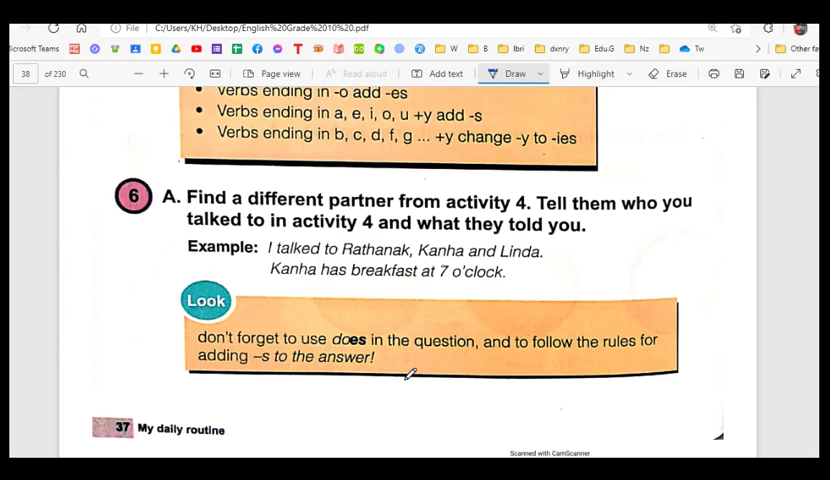 File
C:/Users/KH/Desktop/English%20Grade%2010%20.pdf
icrosoft Teams
W
B
lbri
dxnry
Edu.G
Nz
Tw
Other fa
38 of 230
Page view
Read aloud
Add text
Draw
Highlight
Erase
• Verbs ending in -o add -es
• Verbs ending in a, e, i, o, u +y add -s
• Verbs ending in b, c, d, f, g ... +y change -y to -ies
6 A. Find a different partner from activity 4. Tell them who you
talked to in activity 4 and what they told you.
Example: I talked to Rathanak, Kanha and Linda.
Kanha has breakfast at 7 o'clock.
Look
don't forget to use does in the question, and to follow the rules for
adding –s to the answer!
37 My daily routine
Scanned with CamScanner